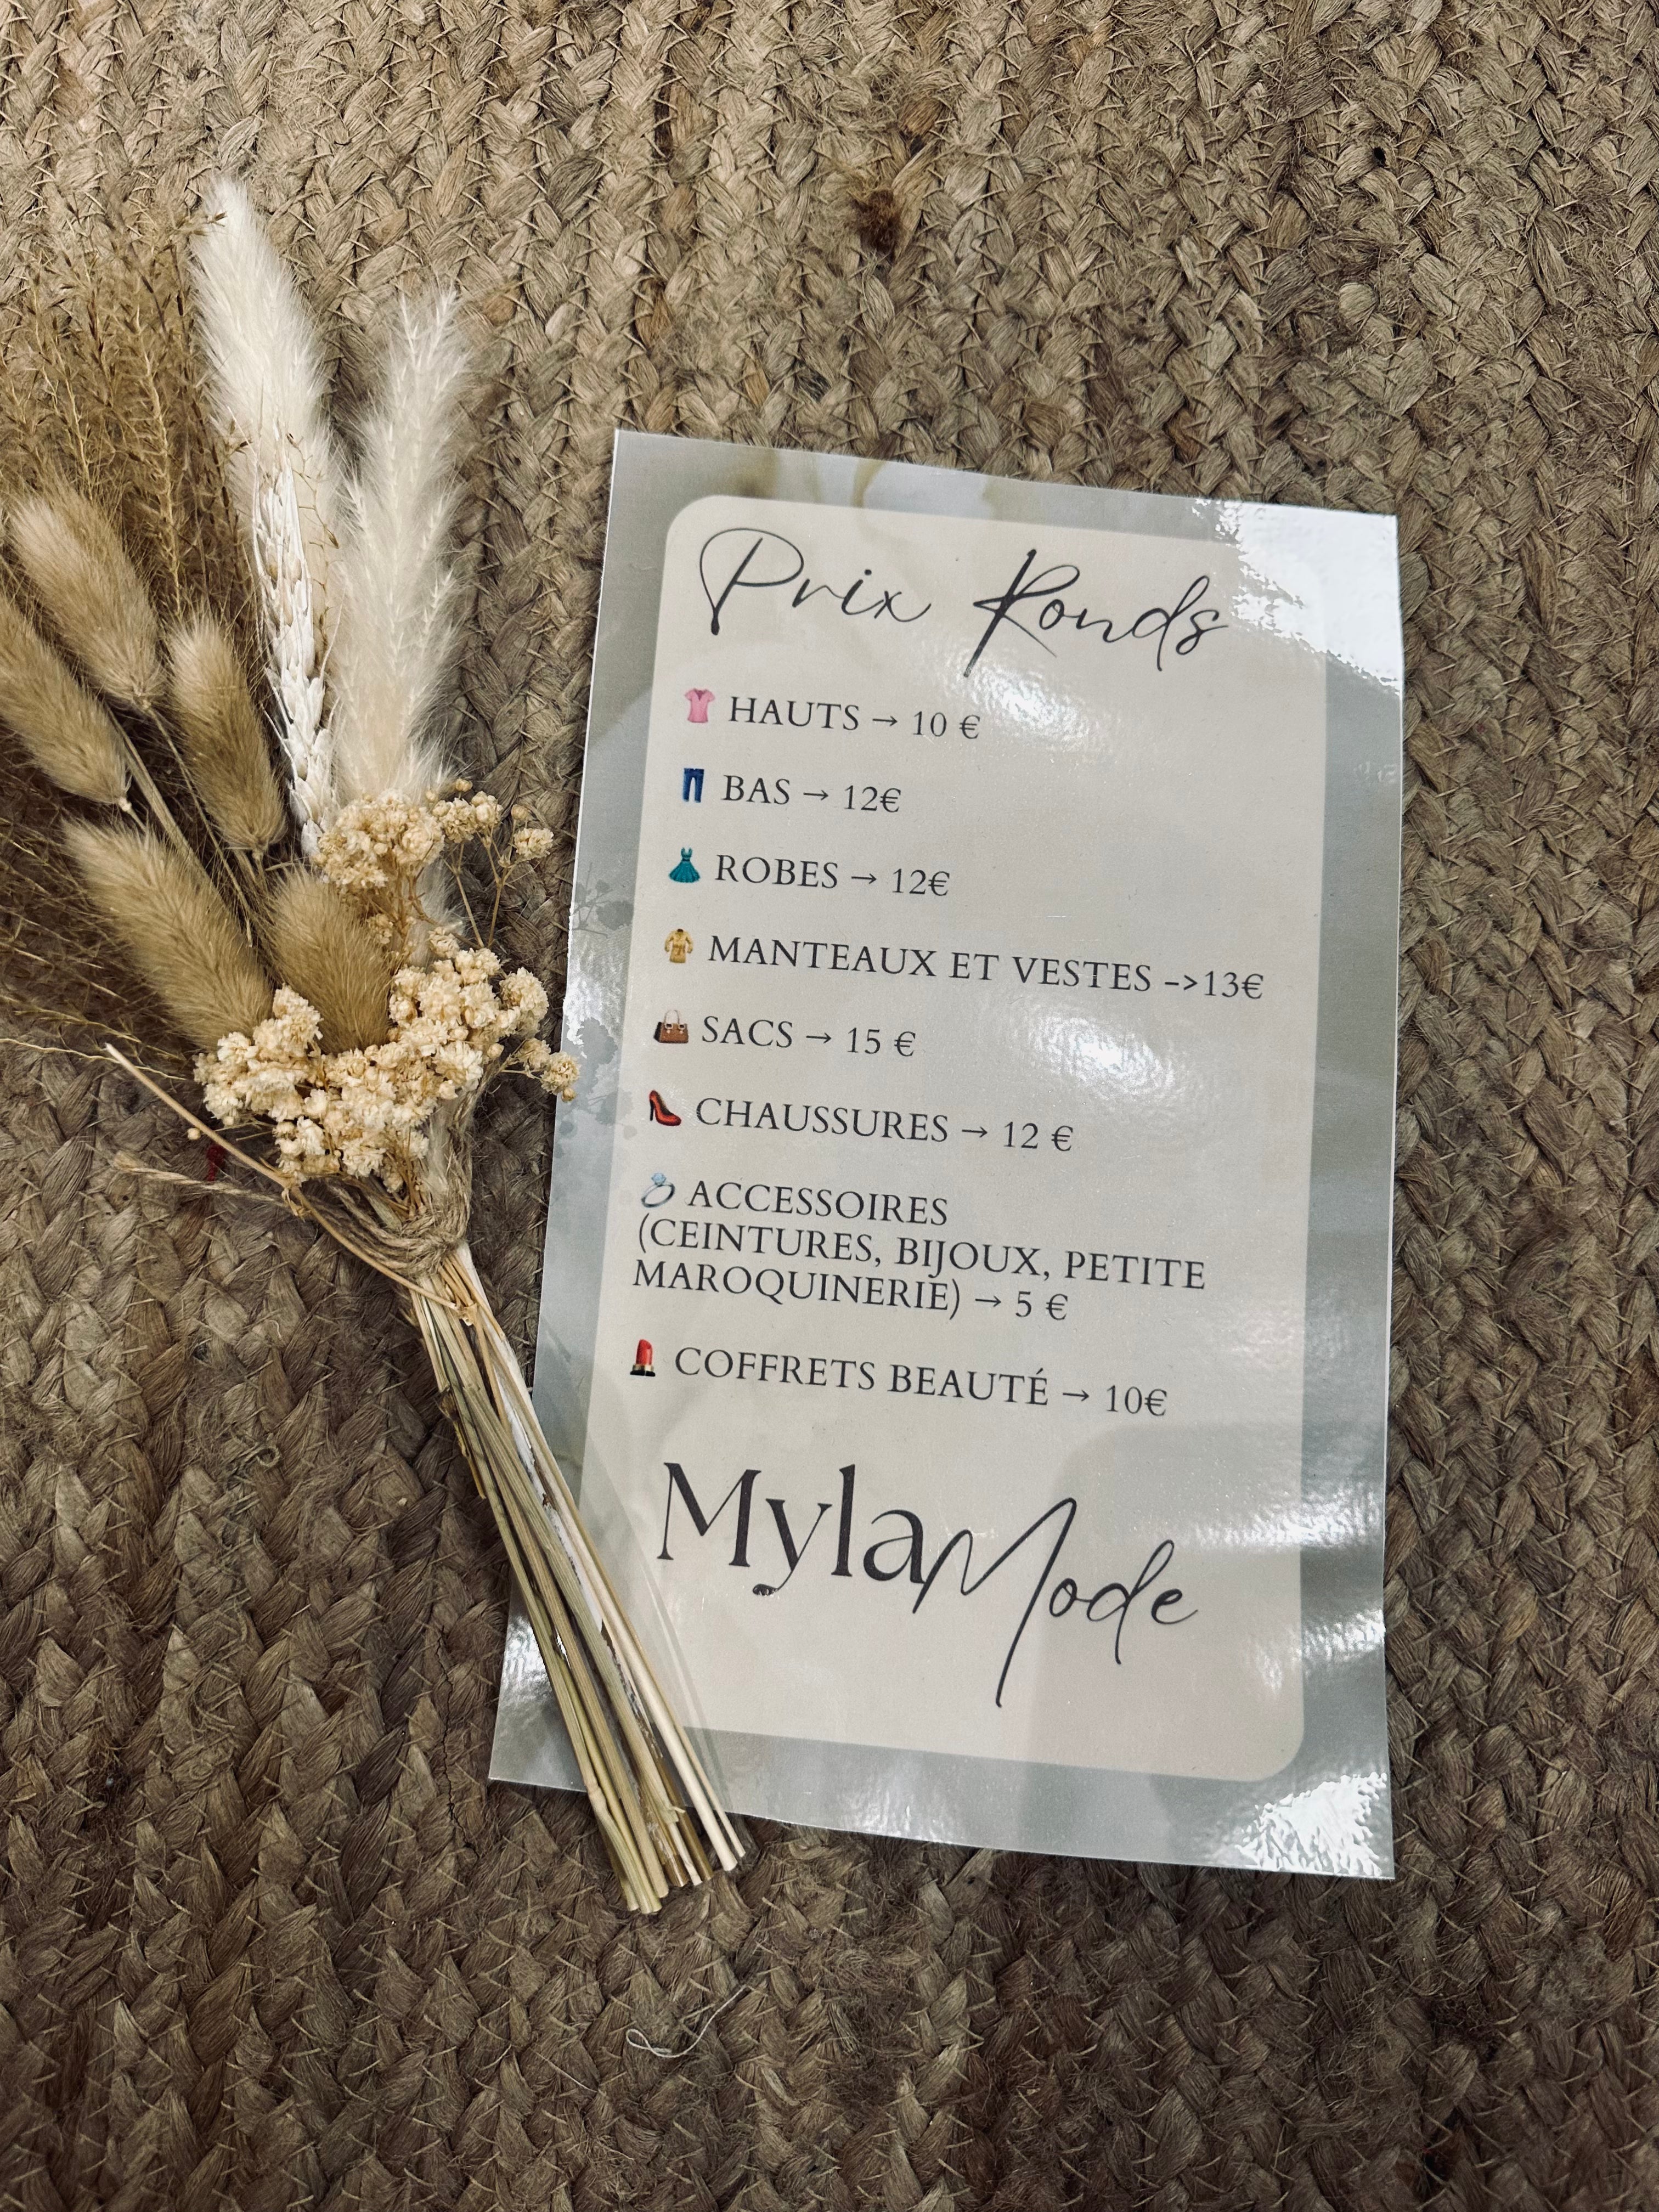 Prix Ronds
👚 HAUTS → 10 €
👖 BAS → 12€
👗 ROBES → 12€
🧥 MANTEAUX ET VESTES ->13€
👜 SACS → 15 €
👠 CHAUSSURES → 12 €
💍 ACCESSOIRES
(CEINTURES, BIJOUX, PETITE
MAROQUINERIE) → 5 €
💄 COFFRETS BEAUTÉ → 10€
MylaMode